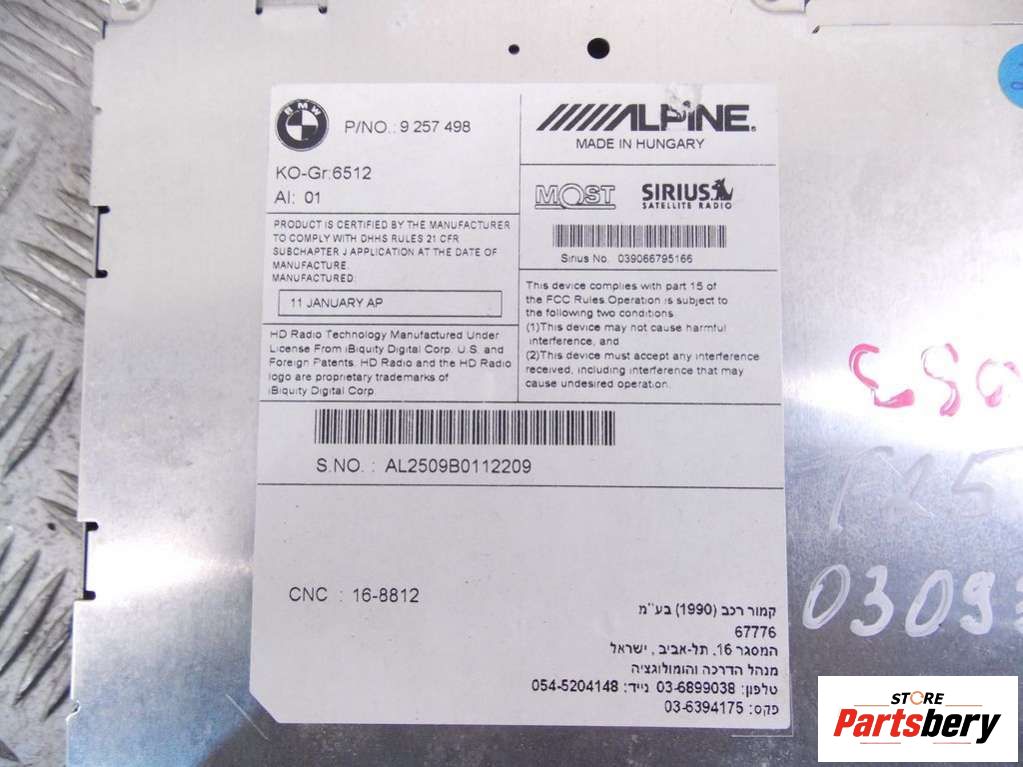 BMW
P/NO.: 9 257 498
KO-Gr:6512
AI: 01
PRODUCT IS CERTIFIED BY THE MANUFACTURER
TO COMPLY WITH DHHS RULES 21 CFR
SUBCHAPTER J APPLICATION AT THE DATE OF
MANUFACTURE.
MANUFACTURED:
11 JANUARY AP
HD Radio Technology Manufactured Under
License From iBiquity Digital Corp. U.S. and
Foreign Patents. HD Radio and the HD Radio
logo are proprietary trademarks of
iBiquity Digital Corp.
ALPINE
MADE IN HUNGARY
MOST
SIRIUS
SATELLITE RADIO
Sirius No. 039066795166
This device complies with part 15 of
the FCC Rules.Operation is subject to
the following two conditions.
(1)This device may not cause harmful
interference, and
(2)This device must accept any interference
received, including interference that may
cause undesired operation.
S.NO. : AL2509B0112209
CNC : 16-8812
קמור רכב (1990) בע"מ
67776
המסגר 16, תל-אביב, ישראל
מנהל הדרכה והומולוגציה
טלפון: 03-6899038 נייד: 054-5204148
פקס: 03-6394175
F25
STORE
Partsbery